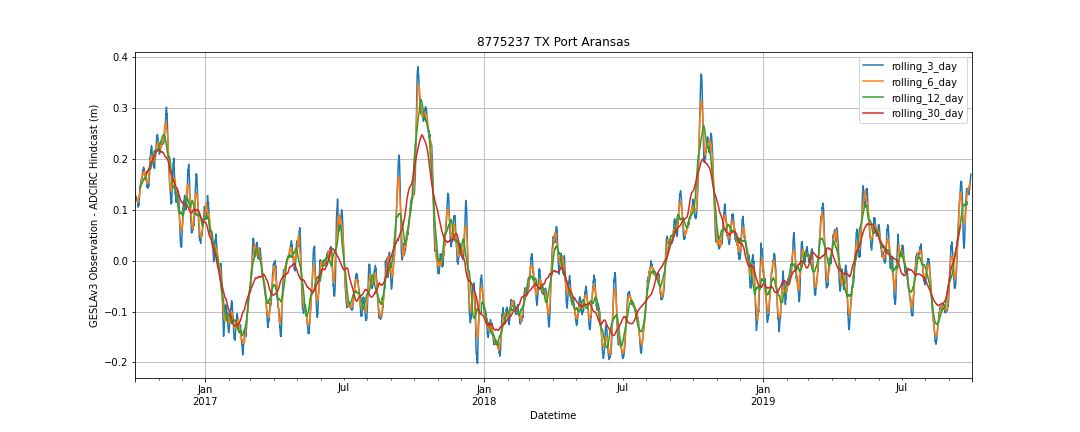 8775237 TX Port Aransas
GESLAv3 Observation - ADCIRC Hindcast (m)
0.4
0.3
0.2
0.1
0.0
−0.1
−0.2
rolling_3_day
rolling_6_day
rolling_12_day
rolling_30_day
Jan Jul Jan Jul Jan Jul
2017 2018 2019
Datetime